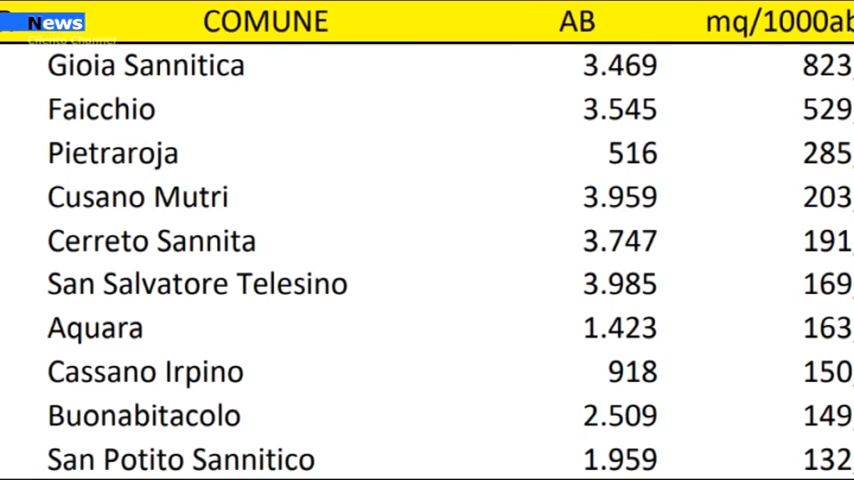 News
Cilento Channel
COMUNE AB mq/1000ab
Gioia Sannitica 3.469 823,
Faicchio 3.545 529,
Pietraroja 516 285,
Cusano Mutri 3.959 203,
Cerreto Sannita 3.747 191,
San Salvatore Telesino 3.985 169,
Aquara 1.423 163,
Cassano Irpino 918 150,
Buonabitacolo 2.509 149,
San Potito Sannitico 1.959 132,